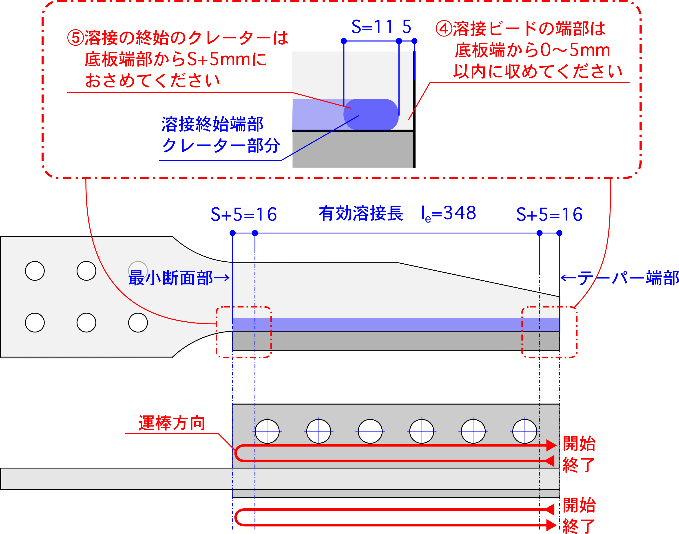 ⑤溶接の終始のクレーターは
底板端部からS+5mmに
おさめてください
S=11 5
④溶接ビードの端部は
底板端から0〜5mm
以内に収めてください
溶接終始端部
クレーター部分
S+5=16
有効溶接長 le=348
S+5=16
最小断面部→
←テーパー端部
運棒方向
開始
終了
開始
終了